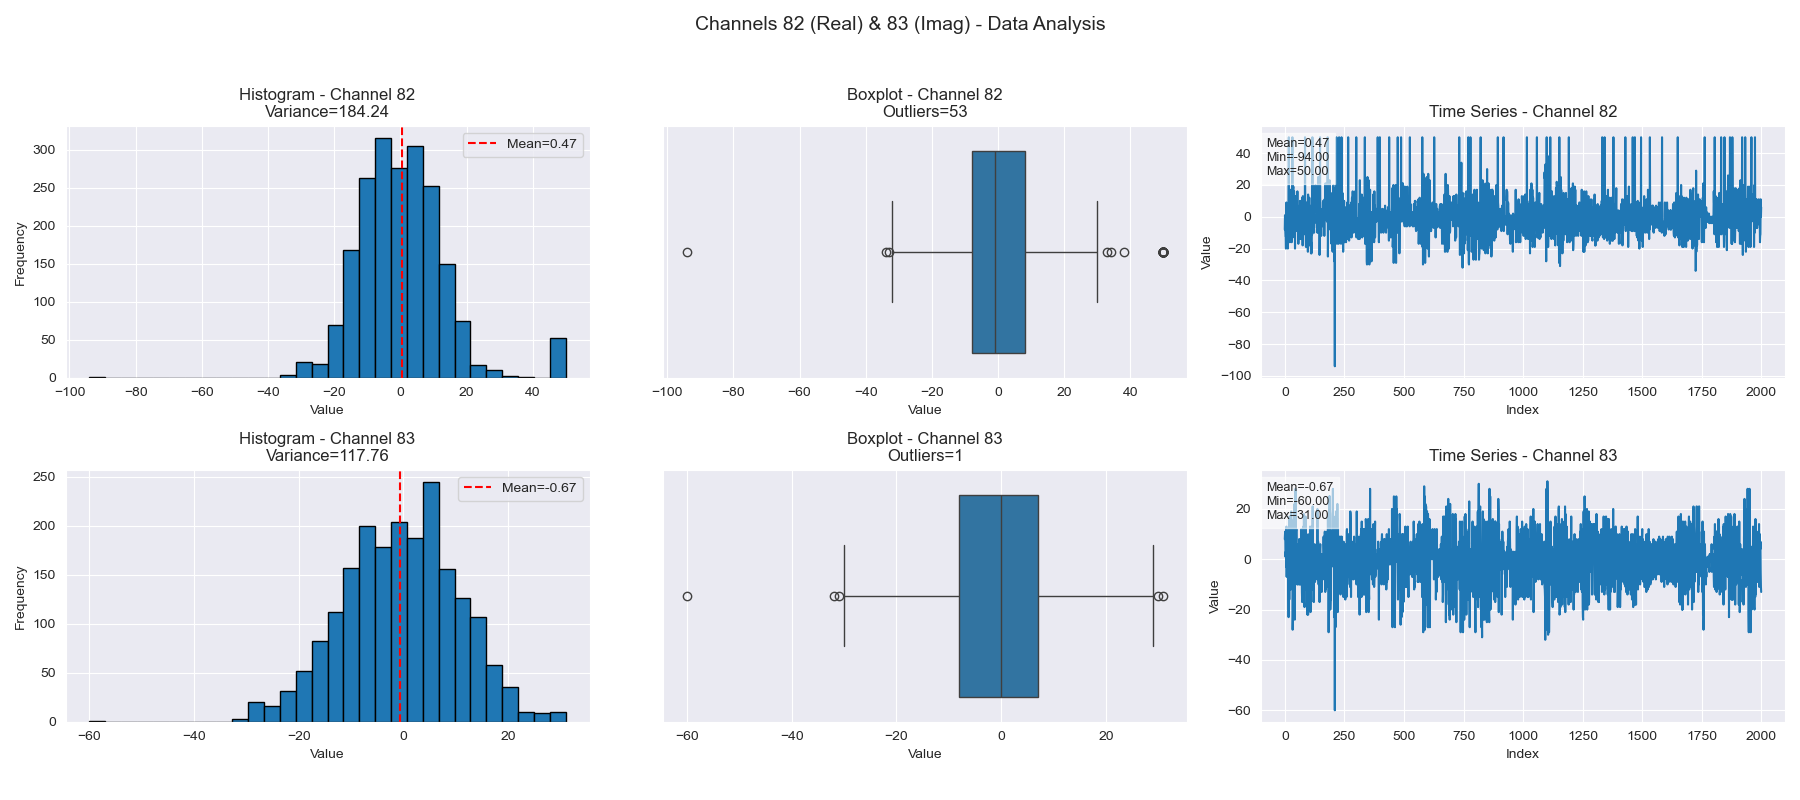 Channels 82 (Real) & 83 (Imag) - Data Analysis
Histogram - Channel 82
Variance=184.24
Mean=0.47
Frequency
300
250
200
150
100
50
0
−100
−80
−60
−40
−20
0
20
40
Value
Boxplot - Channel 82
Outliers=53
−100
−80
−60
−40
−20
0
20
40
Value
Time Series - Channel 82
Mean=0.47
Min=-94.00
Max=50.00
Value
40
20
0
−20
−40
−60
−80
−100
0
250
500
750
1000
1250
1500
1750
2000
Index
Histogram - Channel 83
Variance=117.76
Mean=-0.67
Frequency
250
200
150
100
50
0
−60
−40
−20
0
20
Value
Boxplot - Channel 83
Outliers=1
−60
−40
−20
0
20
Value
Time Series - Channel 83
Mean=-0.67
Min=-60.00
Max=31.00
Value
20
0
−20
−40
−60
0
250
500
750
1000
1250
1500
1750
2000
Index